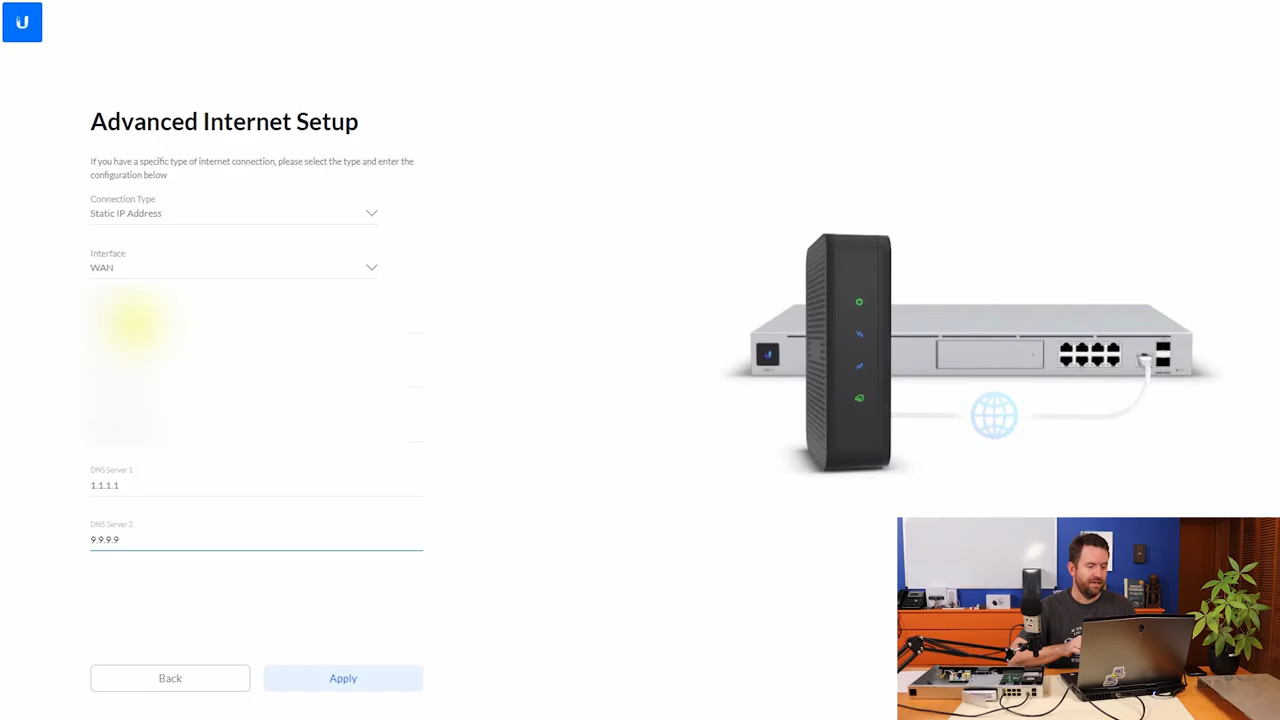 Advanced Internet Setup
If you have a specific type of internet connection, please select the type and enter the
configuration below
Connection Type
Static IP Address
Interface
WAN
DNS Server 1
1.1.1.1
DNS Server 2
9.9.9.9
Back
Apply